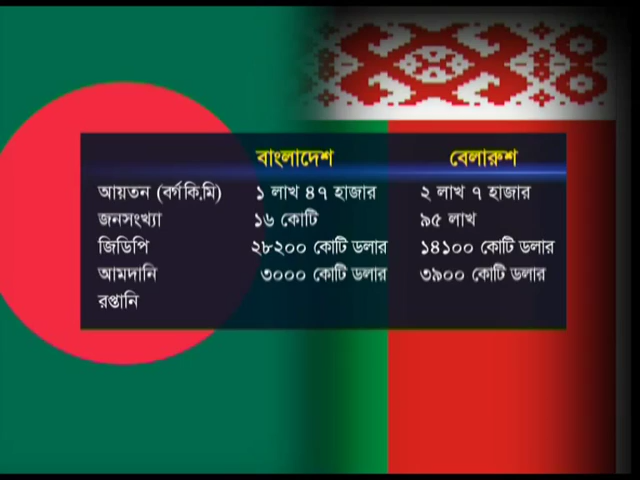 বাংলাদেশ বেলারুশ
আয়তন (বর্গকি,মি) ১ লাখ ৪৭ হাজার ২ লাখ ৭ হাজার
জনসংখ্যা ১৬ কোটি ৯৫ লাখ
জিডিপি ২৮২০০ কোটি ডলার ১৪১০০ কোটি ডলার
আমদানি ৩০০০ কোটি ডলার ৩৯০০ কোটি ডলার
রপ্তানি